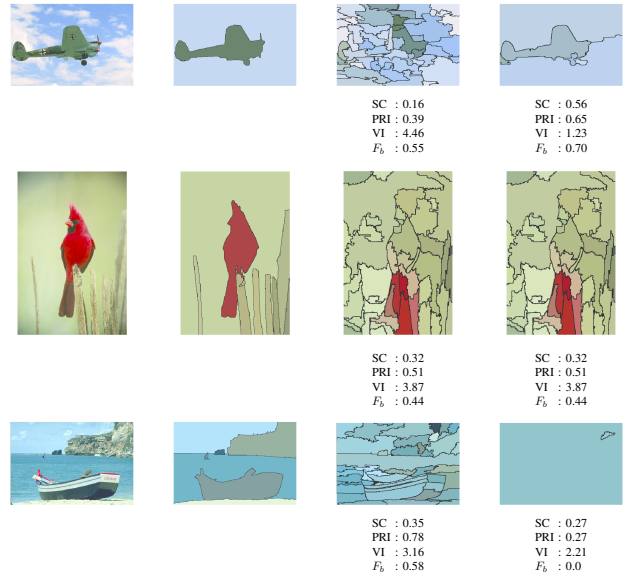 SC : 0.16
PRI : 0.39
VI : 4.46
F_b : 0.55
SC : 0.56
PRI : 0.65
VI : 1.23
F_b : 0.70
SC : 0.32
PRI : 0.51
VI : 3.87
F_b : 0.44
SC : 0.32
PRI : 0.51
VI : 3.87
F_b : 0.44
SC : 0.35
PRI : 0.78
VI : 3.16
F_b : 0.58
SC : 0.27
PRI : 0.27
VI : 2.21
F_b : 0.0